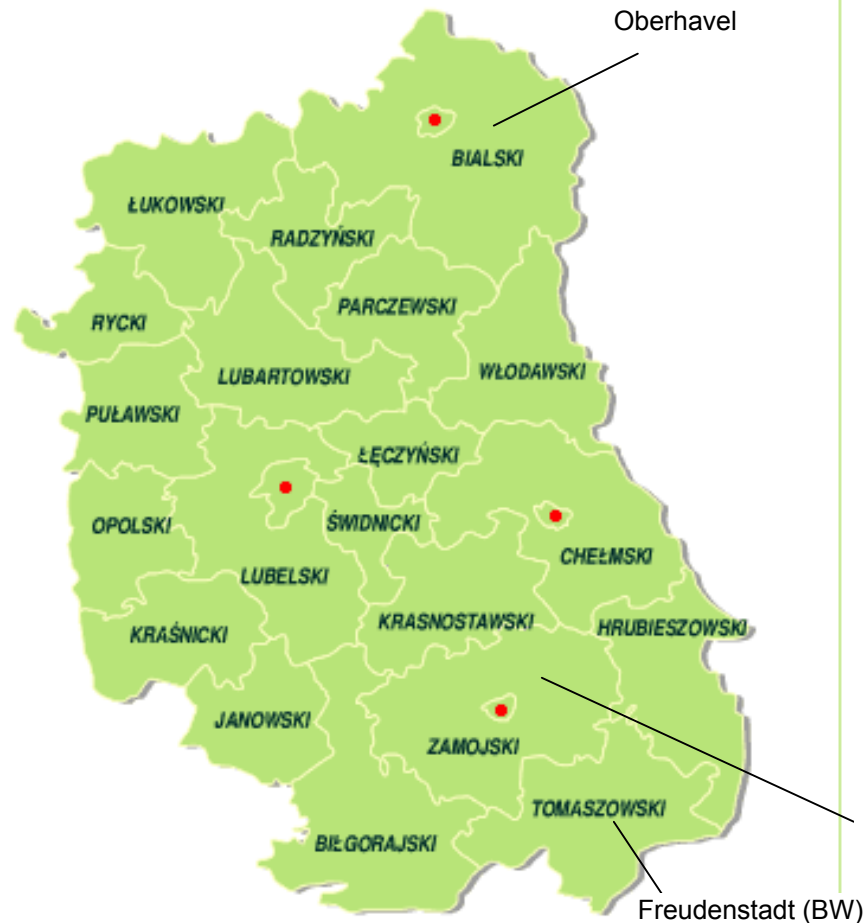 Oberhavel
BIALSKI
ŁUKOWSKI
RADZYŃSKI
PARCZEWSKI
RYCKI
WŁODAWSKI
LUBARTOWSKI
PUŁAWSKI
ŁĘCZYŃSKI
OPOLSKI
ŚWIDNICKI
CHEŁMSKI
LUBELSKI
KRAŚNICKI
KRASNOSTAWSKI
HRUBIESZOWSKI
JANOWSKI
ZAMOJSKI
TOMASZOWSKI
BIŁGORAJSKI
Freudenstadt (BW)